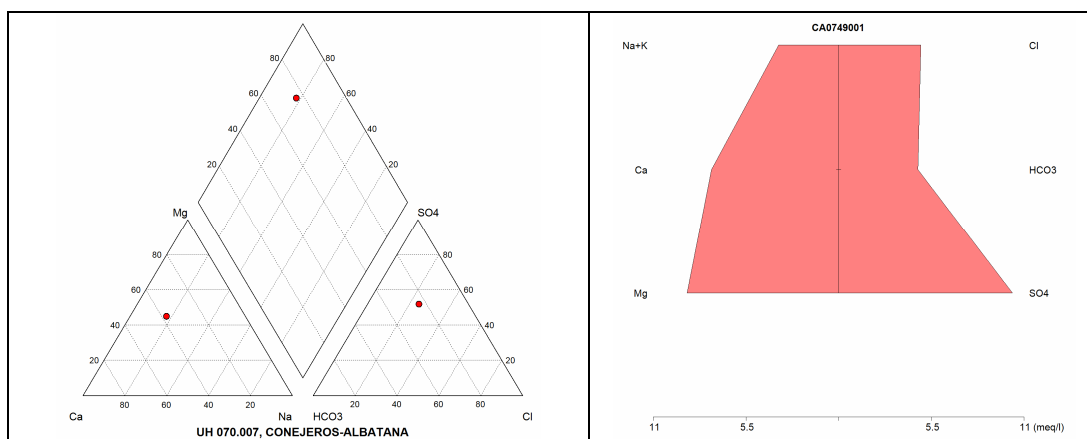 80 80
60 60
40 40
20 20
Mg SO4
80 80
60 60
40 40
20 20
Ca 80 60 40 20 Na HCO3 20 40 60 80 Cl
UH 070.007, CONEJEROS-ALBATANA
CA0749001
Na+K Cl
Ca HCO3
Mg SO4
11 5.5 5.5 11 (meq/l)